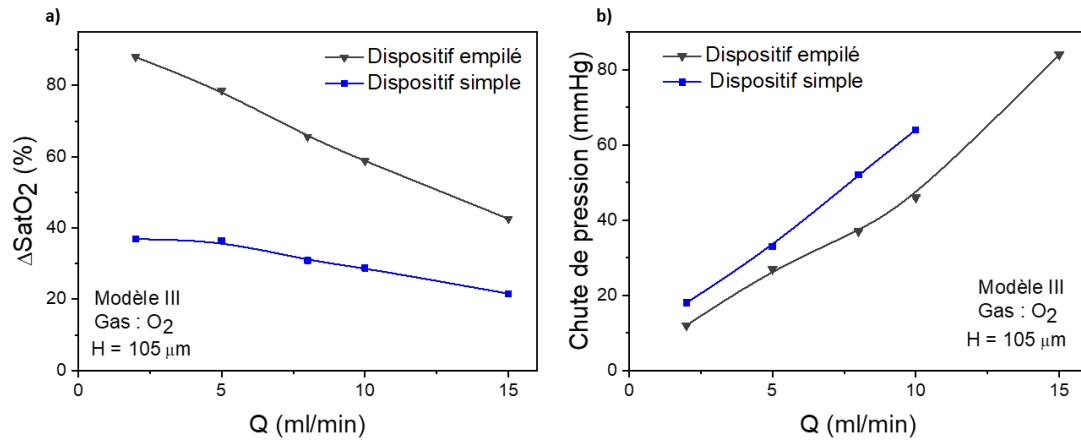 a)
ΔSatO2 (%)
80
60
40
20
0
Dispositif empilé
Dispositif simple
Modèle III
Gas : O2
H = 105 μm
0
5
10
15
Q (ml/min)
b)
Chute de pression (mmHg)
80
60
40
20
0
Dispositif empilé
Dispositif simple
Modèle III
Gas : O2
H = 105 μm
0
5
10
15
Q (ml/min)